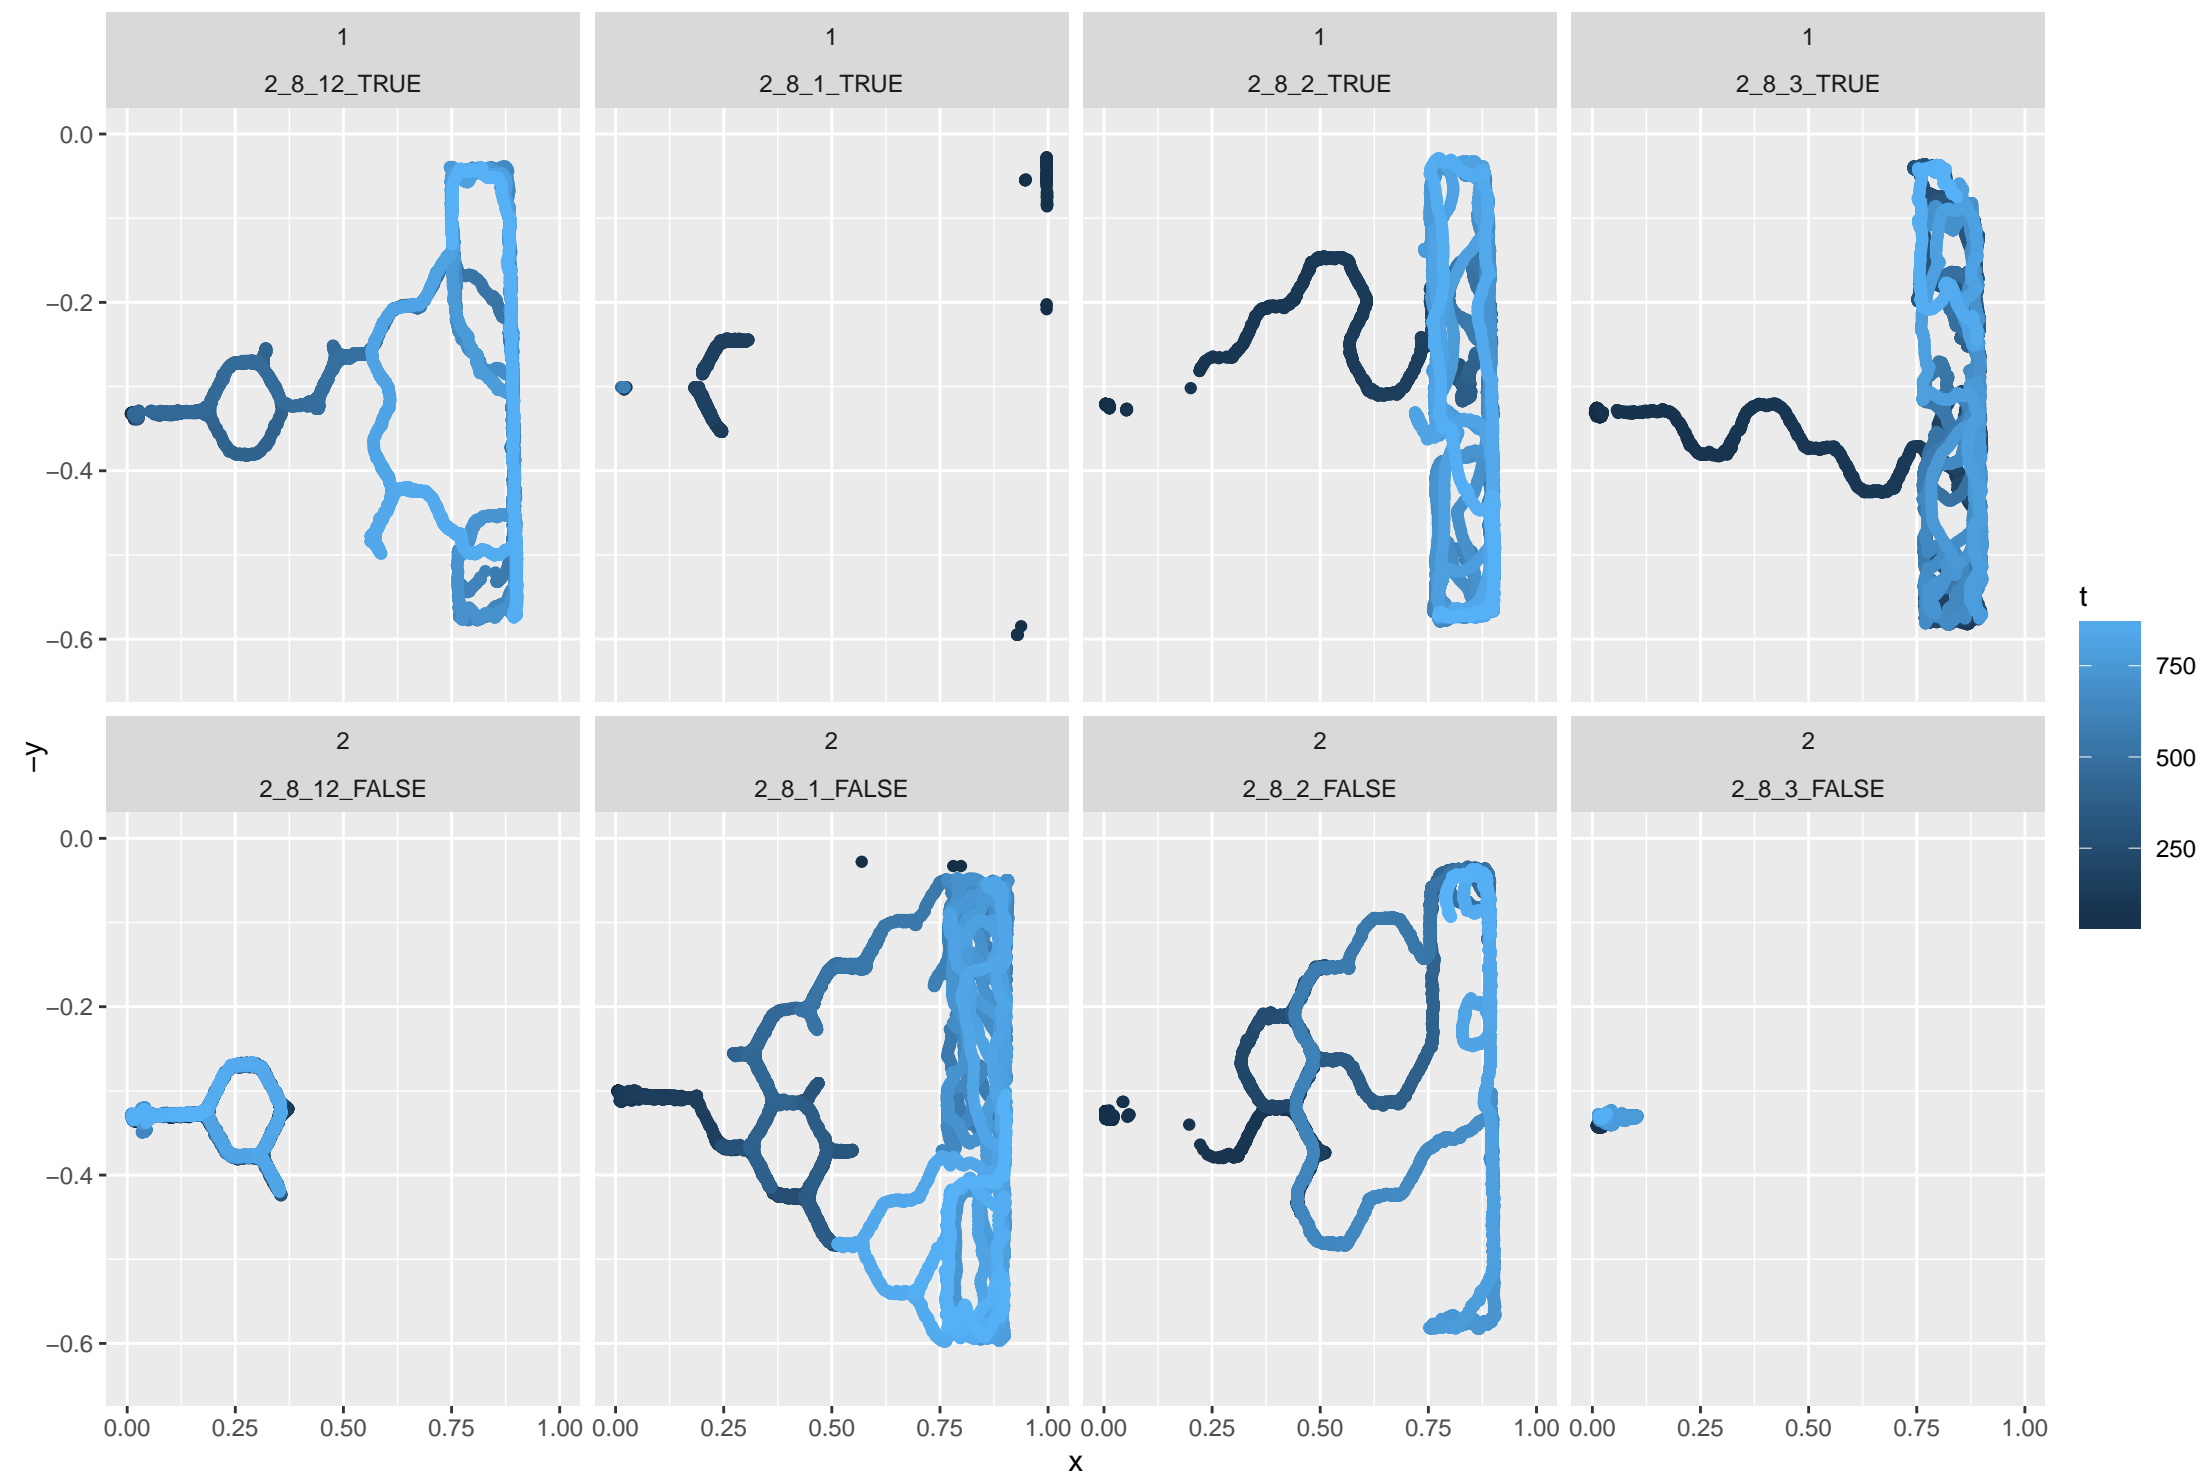 1 1 1 1
2_8_12_TRUE 2_8_1_TRUE 2_8_2_TRUE 2_8_3_TRUE
0.0
−0.2
−0.4
−0.6
2 2 2 2
2_8_12_FALSE 2_8_1_FALSE 2_8_2_FALSE 2_8_3_FALSE
0.0
−0.2
−0.4
−0.6
0.00 0.25 0.50 0.75 1.00 0.00 0.25 0.50 0.75 1.00 0.00 0.25 0.50 0.75 1.00 0.00 0.25 0.50 0.75 1.00
x
−y
t
750
500
250